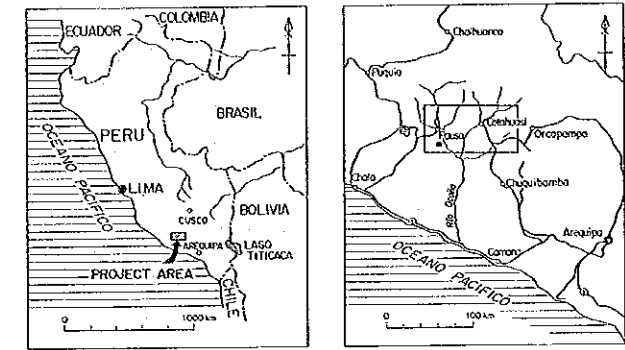 COLOMBIA
ECUADOR
BRASIL
PERU
OCEANO PACIFICO
LIMA
CUSCO
BOLIVIA
AREQUIPA
LAGO
TITICACA
PROJECT AREA
CHILE
0 1000 km
Chalhuanca
Puquio
Pausa
Cotahuasi
Orcopampa
Chala
Rio Ocoña
Chuquibamba
Arequipa
Camana
OCEANO PACIFICO
0 100 km